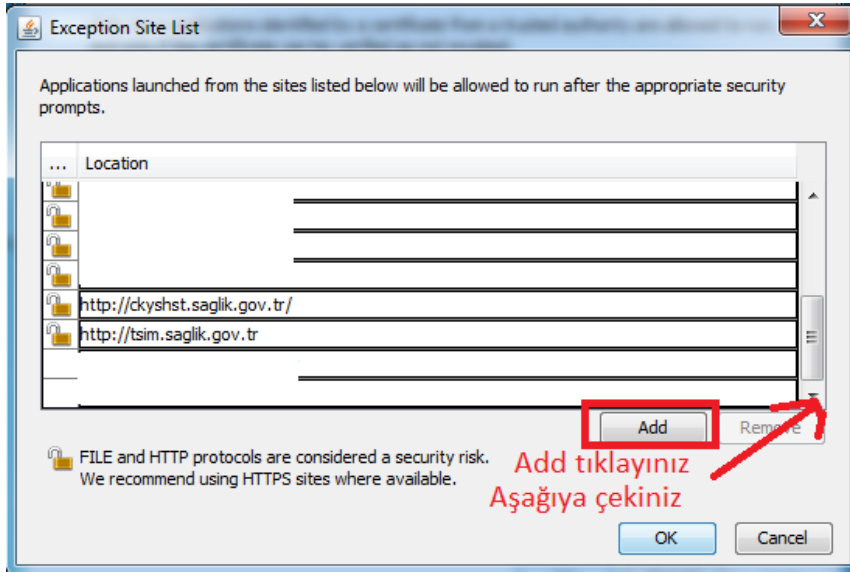 Exception Site List
Applications launched from the sites listed below will be allowed to run after the appropriate security
prompts.
... Location
http://ckyshst.saglik.gov.tr/
http://tsim.saglik.gov.tr
Add Remove
FILE and HTTP protocols are considered a security risk.
We recommend using HTTPS sites where available.
Add tıklayınız
Aşağıya çekiniz
OK Cancel